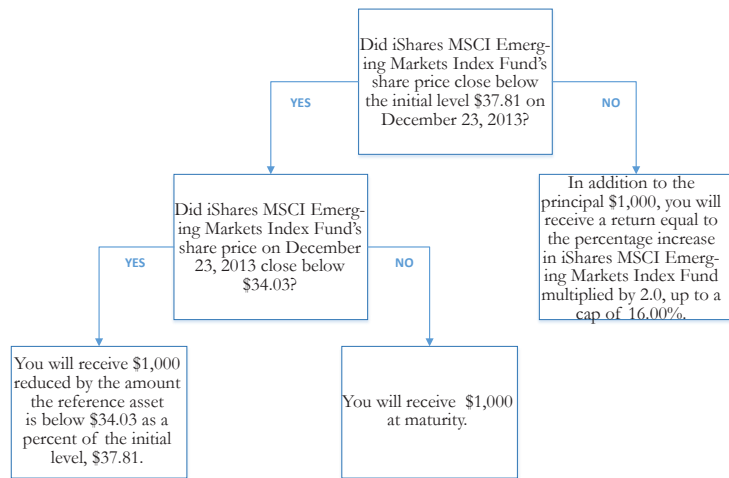 Did iShares MSCI Emerg-
ing Markets Index Fund's
share price close below
the initial level $37.81 on
December 23, 2013?
YES
NO
Did iShares MSCI Emerg-
ing Markets Index Fund's
share price on December
23, 2013 close below
$34.03?
In addition to the
principal $1,000, you will
receive a return equal to
the percentage increase
in iShares MSCI Emerg-
ing Markets Index Fund
multiplied by 2.0, up to a
cap of 16.00%.
YES
NO
You will receive $1,000
reduced by the amount
the reference asset
is below $34.03 as a
percent of the initial
level, $37.81.
You will receive $1,000
at maturity.